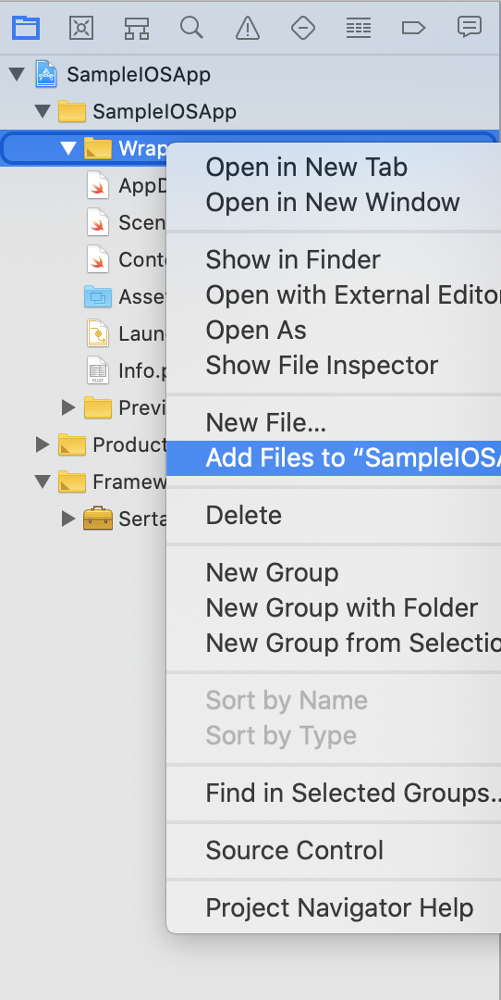 SampleIOSApp
SampleIOSApp
Wrap
AppD
Scen
Conte
Asse
Laun
Info.p
Previ
Product
Framew
Serta
Open in New Tab
Open in New Window
Show in Finder
Open with External Editor
Open As
Show File Inspector
New File...
Add Files to “SampleIOSA
Delete
New Group
New Group with Folder
New Group from Selectio
Sort by Name
Sort by Type
Find in Selected Groups...
Source Control
Project Navigator Help